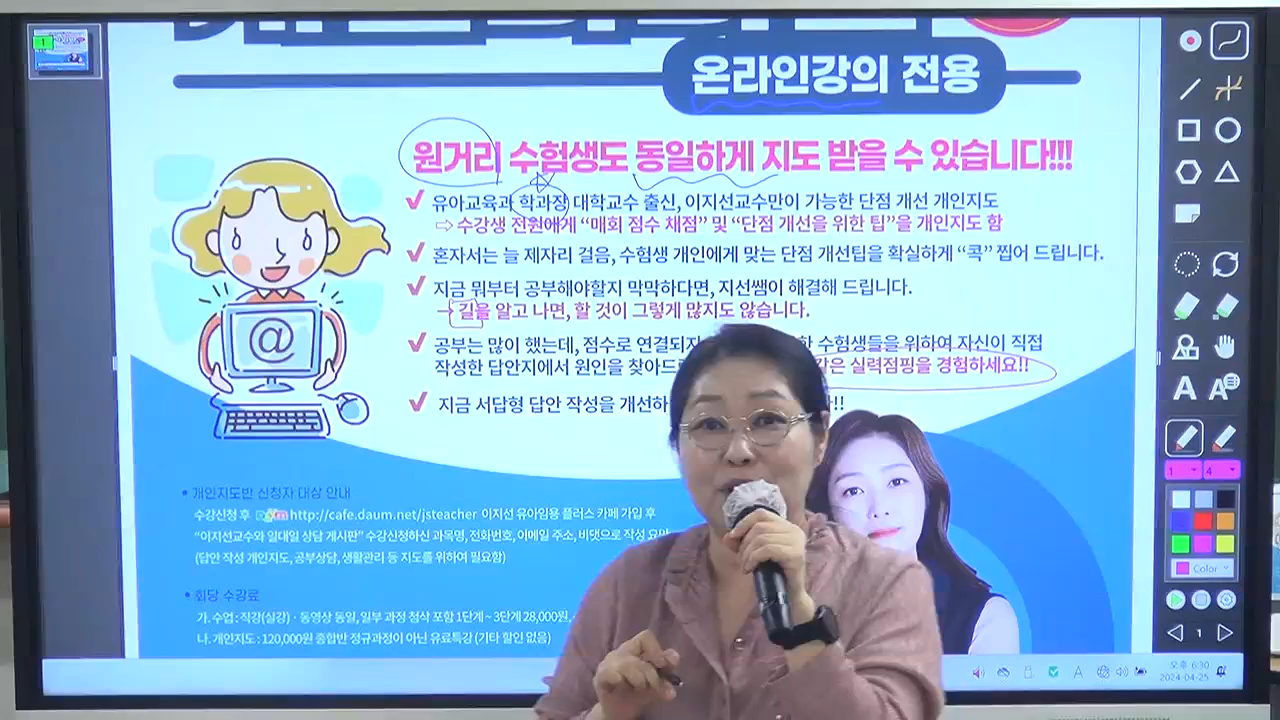 온라인강의 전용
원거리 수험생도 동일하게 지도 받을 수 있습니다!!!
유아교육과 학과장 대학교수 출신, 이지선교수만이 가능한 단점 개선 개인지도
⇨ 수강생 전원에게 “매회 점수 채점” 및 “단점 개선을 위한 팁”을 개인지도 함
혼자서는 늘 제자리 걸음, 수험생 개인에게 맞는 단점 개선팁을 확실하게 “콕” 찝어 드립니다.
지금 뭐부터 공부해야할지 막막하다면, 지선쌤이 해결해 드립니다.
→ 길을 알고 나면, 할 것이 그렇게 많지도 않습니다.
공부는 많이 했는데, 점수로 연결되지 수험생들을 위하여 자신이 직접
작성한 답안지에서 원인을 찾아드 실력점핑을 경험하세요!!
지금 서답형 답안 작성을 개선하 !!
@
• 개인지도반 신청자 대상 안내
수강신청 후 http://cafe.daum.net/jsteacher 이지선 유아임용 플러스 카페 가입 후
“이지선교수와 일대일 상담 게시판” 수강신청하신 과목명, 전화번호, 이메일 주소, 비댓으로 작성 요망
(답안 작성 개인지도, 공부상담, 생활관리 등 지도를 위하여 필요함)
• 회당 수강료
가. 수업 : 직강(실강) · 동영상 동일, 일부 과정 첨삭 포함 1단계 ~ 3단계 28,000원,
나. 개인지도 : 120,000원 종합반 정규과정이 아닌 유료특강 (기타 할인 없음)
1
A A
1 4
Color
1
A
오후 6:30
2024-04-25